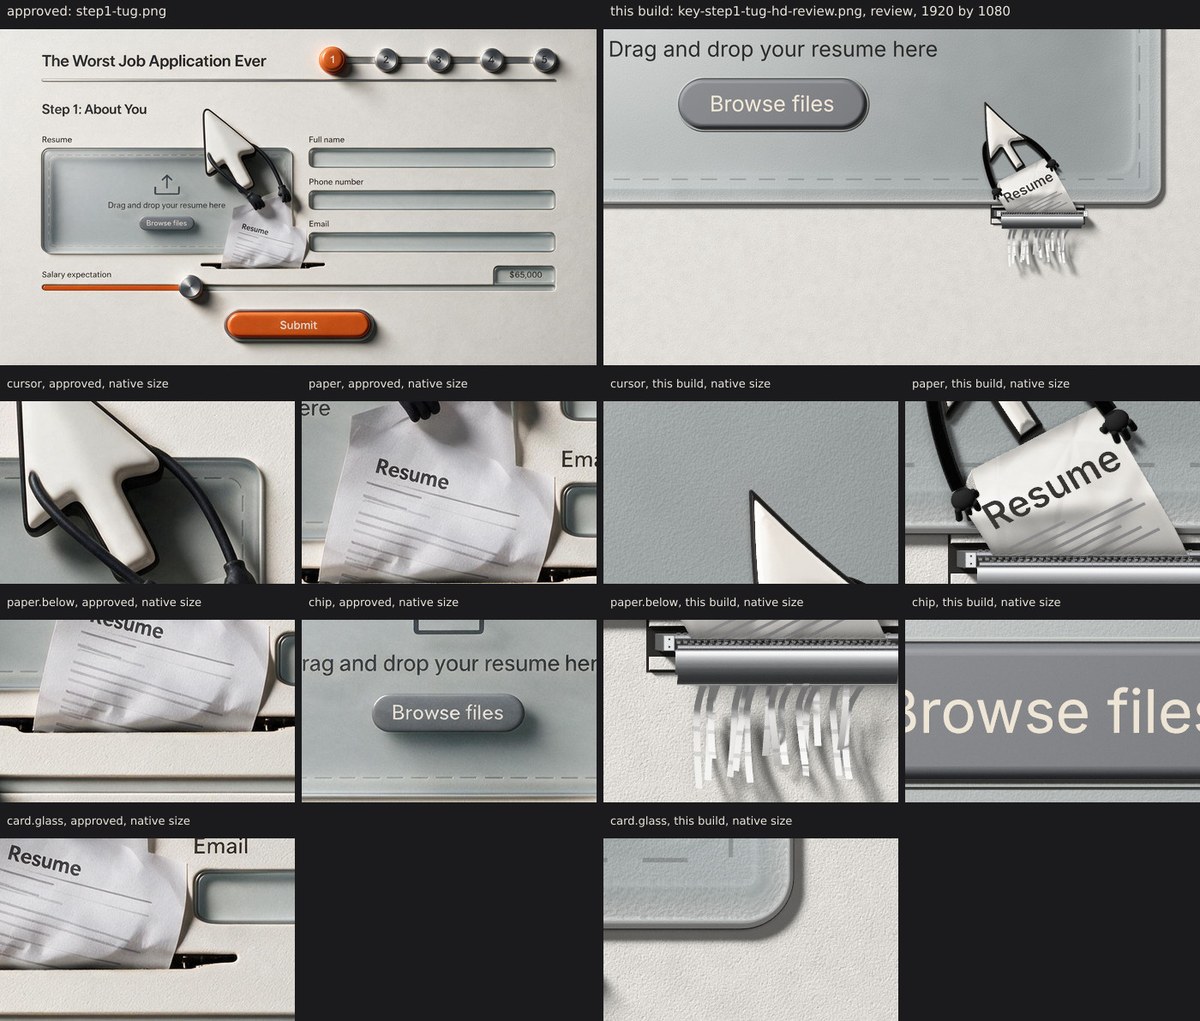 approved: step1-tug.png
this build: key-step1-tug-hd-review.png, review, 1920 by 1080
The Worst Job Application Ever
1
2
3
4
5
Step 1: About You
Resume
Full name
Phone number
Drag and drop your resume here
Browse files
Email
Resume
Salary expectation
$65,000
Submit
Drag and drop your resume here
Browse files
Resume
cursor, approved, native size
paper, approved, native size
cursor, this build, native size
paper, this build, native size
ere
Resume
Ema
Resume
paper.below, approved, native size
chip, approved, native size
paper.below, this build, native size
chip, this build, native size
Resume
rag and drop your resume her
Browse files
Browse files
card.glass, approved, native size
card.glass, this build, native size
Email
Resume